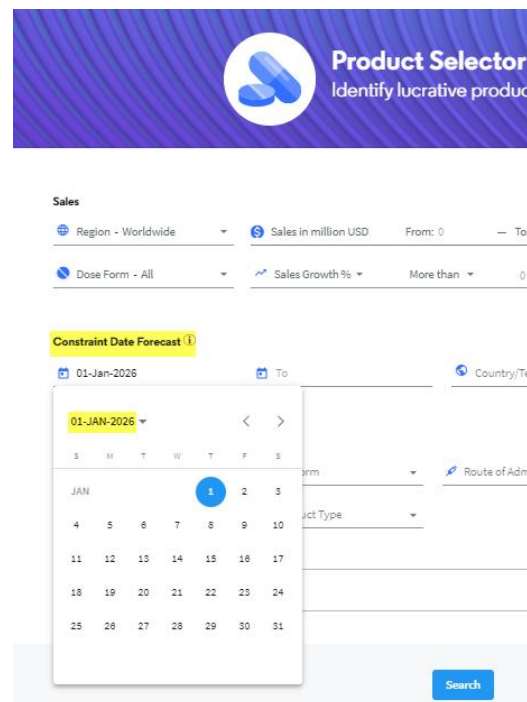 Product Selector
Identify lucrative produc
Sales
Region - Worldwide
Sales in million USD From: 0 — To
Dose Form - All
Sales Growth % More than 0
Constraint Date Forecast
01-Jan-2026
To
Country/Te
01-JAN-2026
S M T W T F S
JAN 1 2 3
orm
Route of Adm
4 5 6 7 8 9 10
uct Type
11 12 13 14 15 16 17
18 19 20 21 22 23 24
25 26 27 28 29 30 31
Search